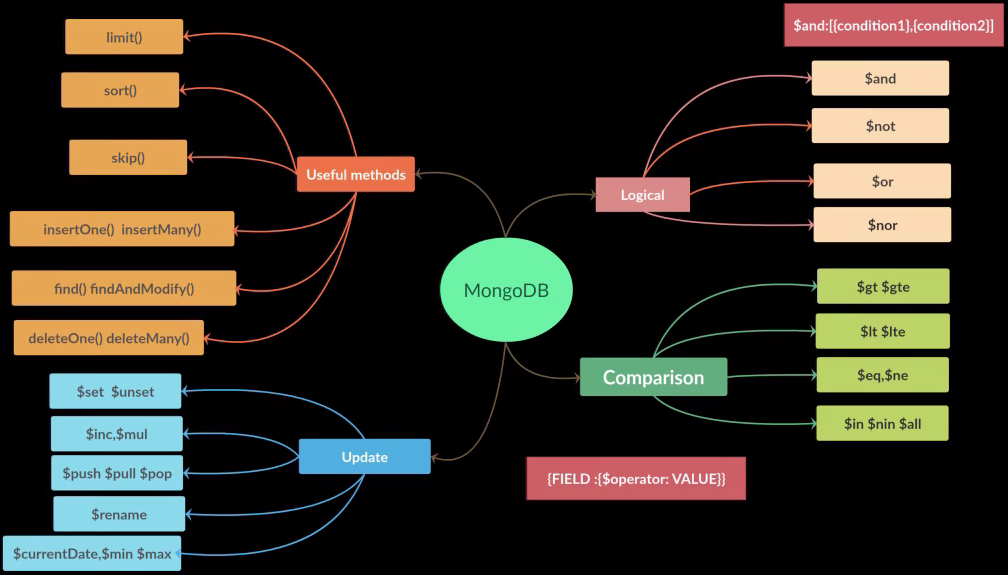 limit()
sort()
skip()
Useful methods
insertOne()  insertMany()
find() findAndModify()
deleteOne() deleteMany()
$set  $unset
$inc,$mul
$push $pull $pop
$rename
$currentDate,$min $max
Update
MongoDB
$and:[{condition1},{condition2}]
$and
$not
Logical
$or
$nor
$gt $gte
$lt $lte
Comparison
$eq,$ne
$in $nin $all
{FIELD :{$operator: VALUE}}